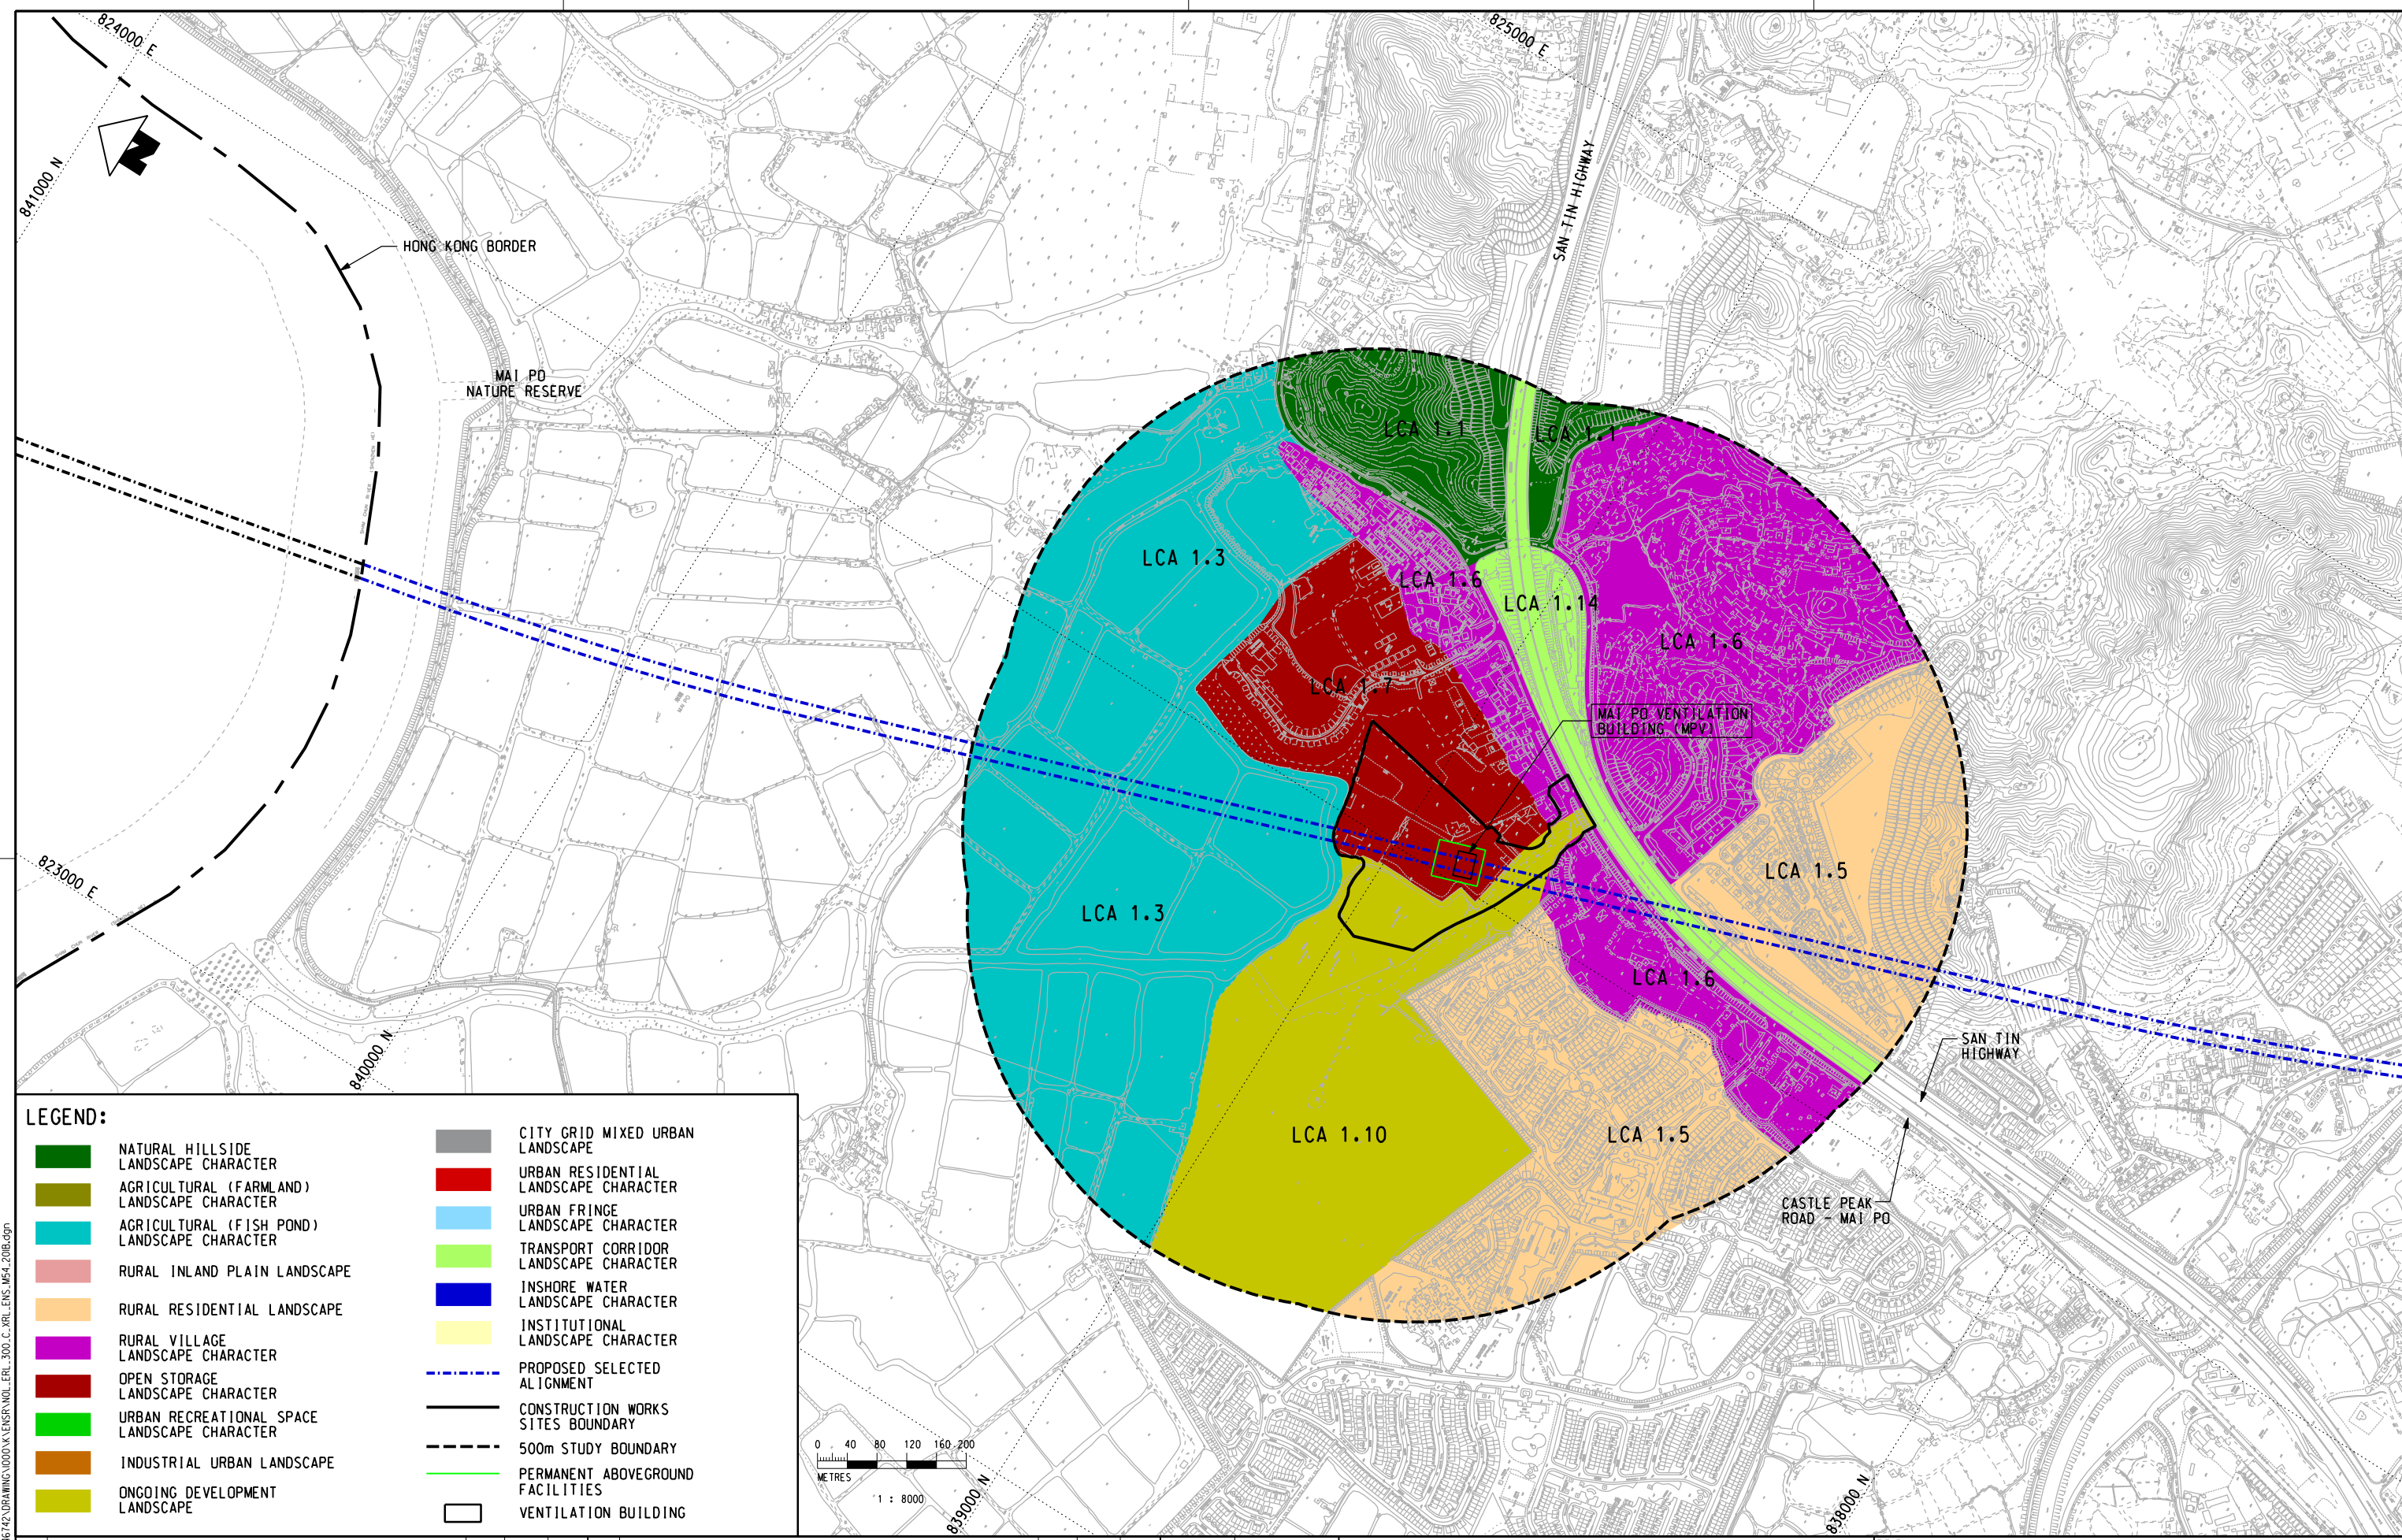 824000 E
825000 E
841000 N
N
SAN TIN HIGHWAY
HONG KONG BORDER
MAI PO
NATURE RESERVE
LCA 1.1
LCA 1.1
LCA 1.3
LCA 1.6
LCA 1.14
LCA 1.6
LCA 1.7
MAI PO VENTILATION
BUILDING (MPV)
823000 E
LCA 1.5
LCA 1.3
LCA 1.6
840000 N
SAN TIN
HIGHWAY
LCA 1.10
LCA 1.5
CASTLE PEAK
ROAD - MAI PO
LEGEND:
NATURAL HILLSIDE
LANDSCAPE CHARACTER
AGRICULTURAL (FARMLAND)
LANDSCAPE CHARACTER
AGRICULTURAL (FISH POND)
LANDSCAPE CHARACTER
RURAL INLAND PLAIN LANDSCAPE
RURAL RESIDENTIAL LANDSCAPE
RURAL VILLAGE
LANDSCAPE CHARACTER
OPEN STORAGE
LANDSCAPE CHARACTER
URBAN RECREATIONAL SPACE
LANDSCAPE CHARACTER
INDUSTRIAL URBAN LANDSCAPE
ONGOING DEVELOPMENT
LANDSCAPE
CITY GRID MIXED URBAN
LANDSCAPE
URBAN RESIDENTIAL
LANDSCAPE CHARACTER
URBAN FRINGE
LANDSCAPE CHARACTER
TRANSPORT CORRIDOR
LANDSCAPE CHARACTER
INSHORE WATER
LANDSCAPE CHARACTER
INSTITUTIONAL
LANDSCAPE CHARACTER
PROPOSED SELECTED
ALIGNMENT
CONSTRUCTION WORKS
SITES BOUNDARY
500m STUDY BOUNDARY
PERMANENT ABOVEGROUND
FACILITIES
VENTILATION BUILDING
0 40 80 120 160 200
METRES
1 : 8000
839000 N
838000 N